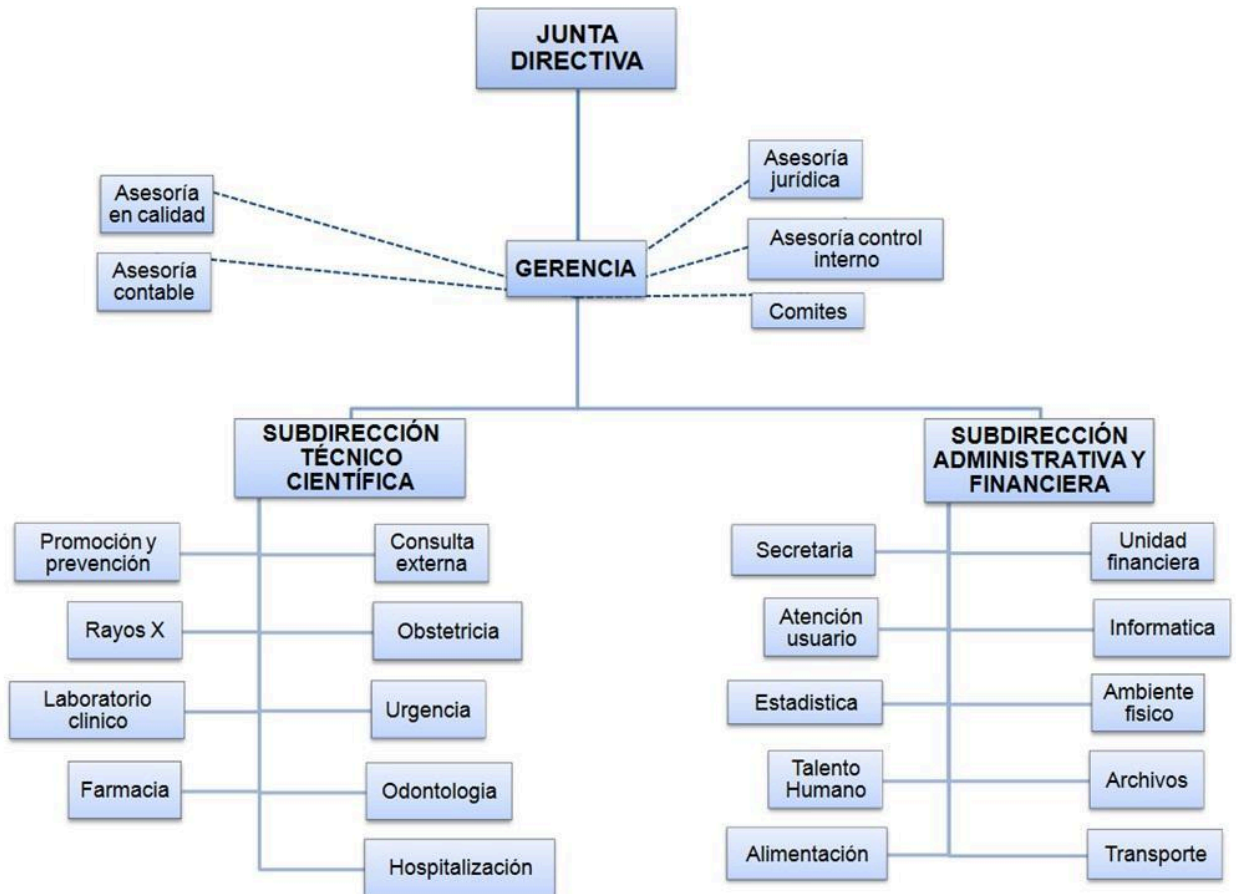 JUNTA
DIRECTIVA
Asesoría
en calidad
Asesoría
jurídica
Asesoría
contable
GERENCIA
Asesoría control
interno
Comites
SUBDIRECCIÓN
TÉCNICO
CIENTÍFICA
SUBDIRECCIÓN
ADMINISTRATIVA Y
FINANCIERA
Promoción y
prevención
Consulta
externa
Rayos X
Obstetricia
Laboratorio
clinico
Urgencia
Farmacia
Odontologia
Hospitalización
Secretaria
Unidad
financiera
Atención
usuario
Informatica
Estadistica
Ambiente
fisico
Talento
Humano
Archivos
Alimentación
Transporte